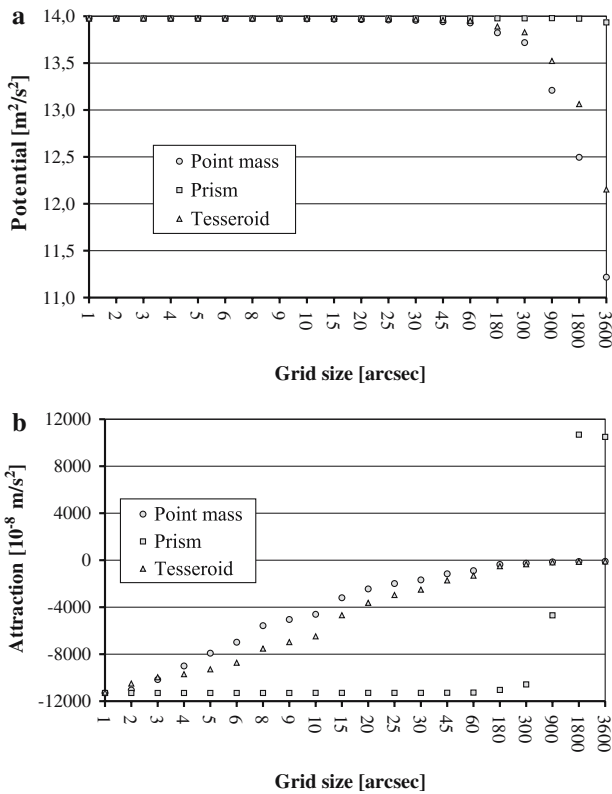 a
14,0
13,5
13,0
12,5
12,0
11,5
11,0
Potential [m²/s²]
Point mass
Prism
Tesseroid
1 2 3 4 5 6 8 9 10 15 20 25 30 45 60 180 300 900 1800 3600
Grid size [arcsec]
b
12000
8000
4000
0
-4000
-8000
-12000
Attraction [10⁻⁸ m/s²]
Point mass
Prism
Tesseroid
1 2 3 4 5 6 8 9 10 15 20 25 30 45 60 180 300 900 1800 3600
Grid size [arcsec]